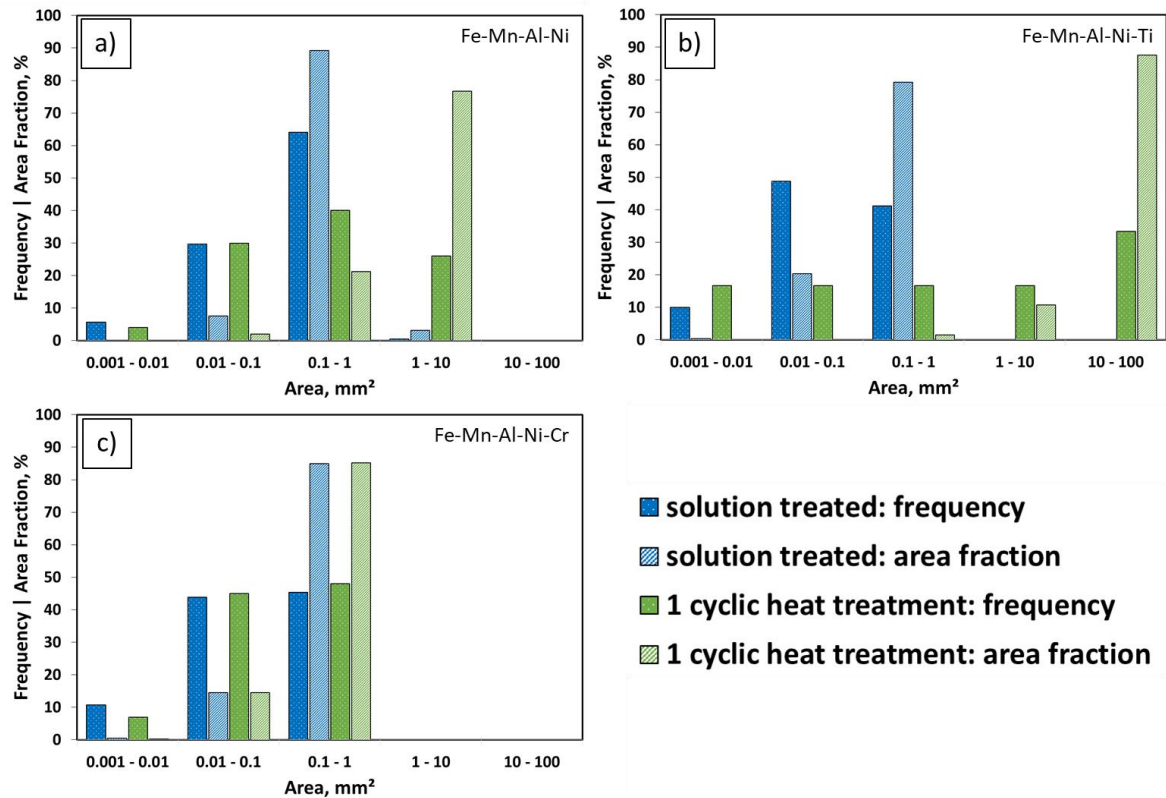 a)
Fe-Mn-Al-Ni
Frequency | Area Fraction, %
100
90
80
70
60
50
40
30
20
10
0
0.001 - 0.01 0.01 - 0.1 0.1 - 1 1 - 10 10 - 100
Area, mm²
b)
Fe-Mn-Al-Ni-Ti
Frequency | Area Fraction, %
100
90
80
70
60
50
40
30
20
10
0
0.001 - 0.01 0.01 - 0.1 0.1 - 1 1 - 10 10 - 100
Area, mm²
c)
Fe-Mn-Al-Ni-Cr
Frequency | Area Fraction, %
100
90
80
70
60
50
40
30
20
10
0
0.001 - 0.01 0.01 - 0.1 0.1 - 1 1 - 10 10 - 100
Area, mm²
solution treated: frequency
solution treated: area fraction
1 cyclic heat treatment: frequency
1 cyclic heat treatment: area fraction